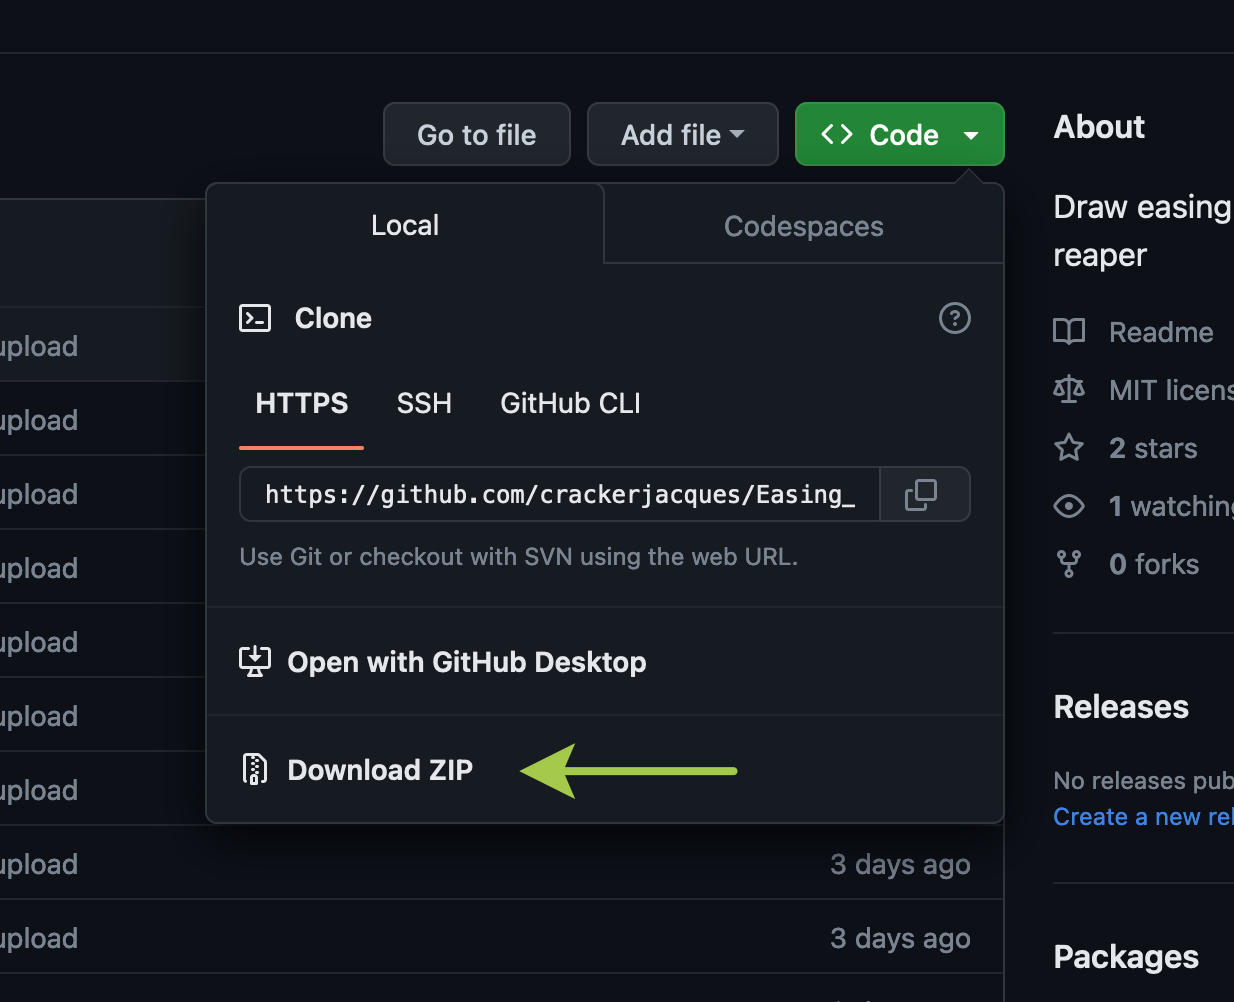 Go to file
Add file
Code
About
Draw easing
reaper
Local
Codespaces
Clone
HTTPS
SSH
GitHub CLI
https://github.com/crackerjacques/Easing_
Use Git or checkout with SVN using the web URL.
Open with GitHub Desktop
Download ZIP
upload
upload
upload
upload
upload
upload
upload
upload
3 days ago
upload
3 days ago
Readme
MIT licens
2 stars
1 watching
0 forks
Releases
No releases pub
Create a new rel
Packages